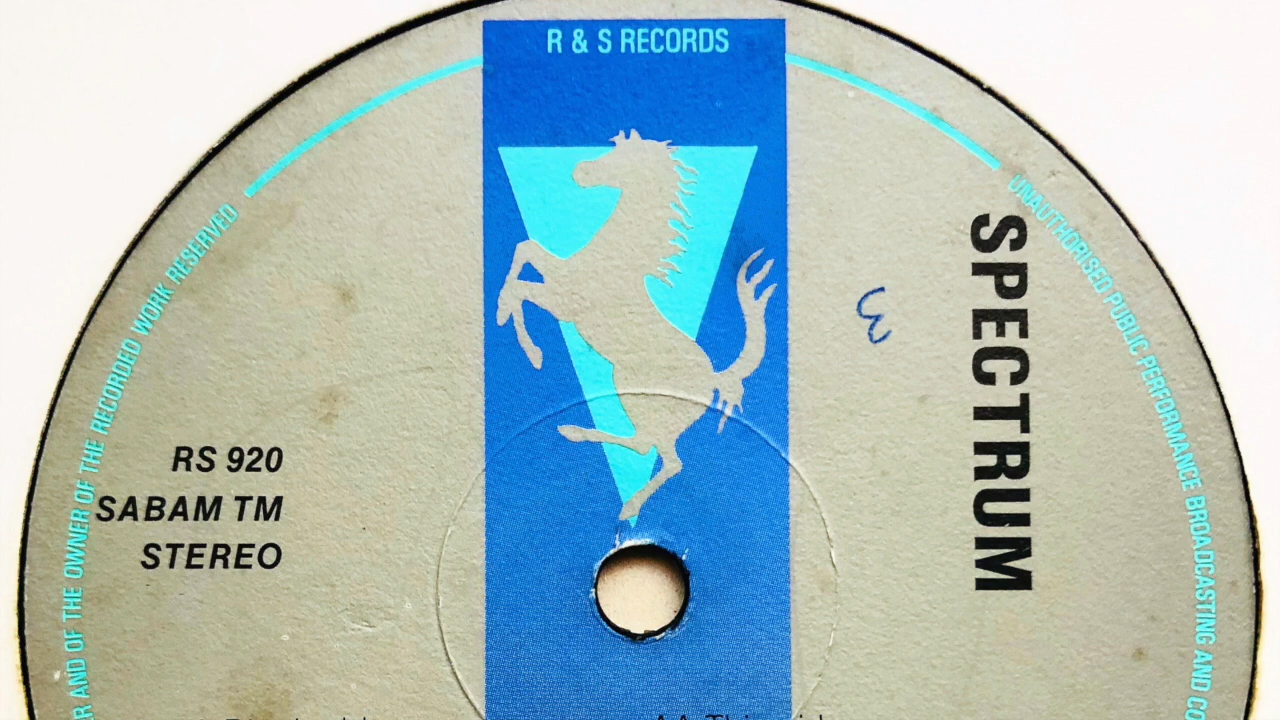 R & S RECORDS
R AND OF THE OWNER OF THE RECORDED WORK RESERVED
UNAUTHORISED PUBLIC PERFORMANCE BROADCASTING AND CO
SPECTRUM
3
RS 920
SABAM TM
STEREO